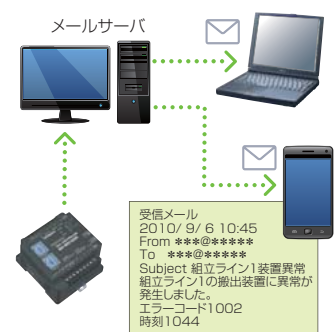 メールサーバ
受信メール
2010/ 9/ 6 10:45
From ***@*****
To ***@*****
Subject 組立ライン1装置異常
組立ライン1の搬出装置に異常が
発生しました。
エラーコード1002
時刻1044